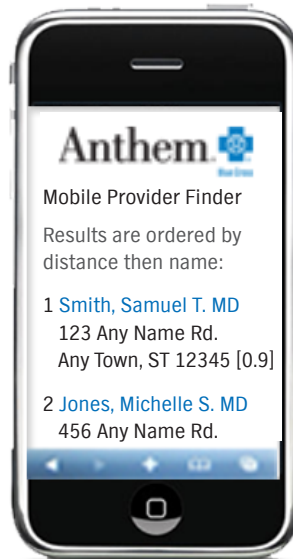 Anthem.
Blue Cross
Mobile Provider Finder
Results are ordered by
distance then name:
1 Smith, Samuel T. MD
123 Any Name Rd.
Any Town, ST 12345 [0.9]
2 Jones, Michelle S. MD
456 Any Name Rd.